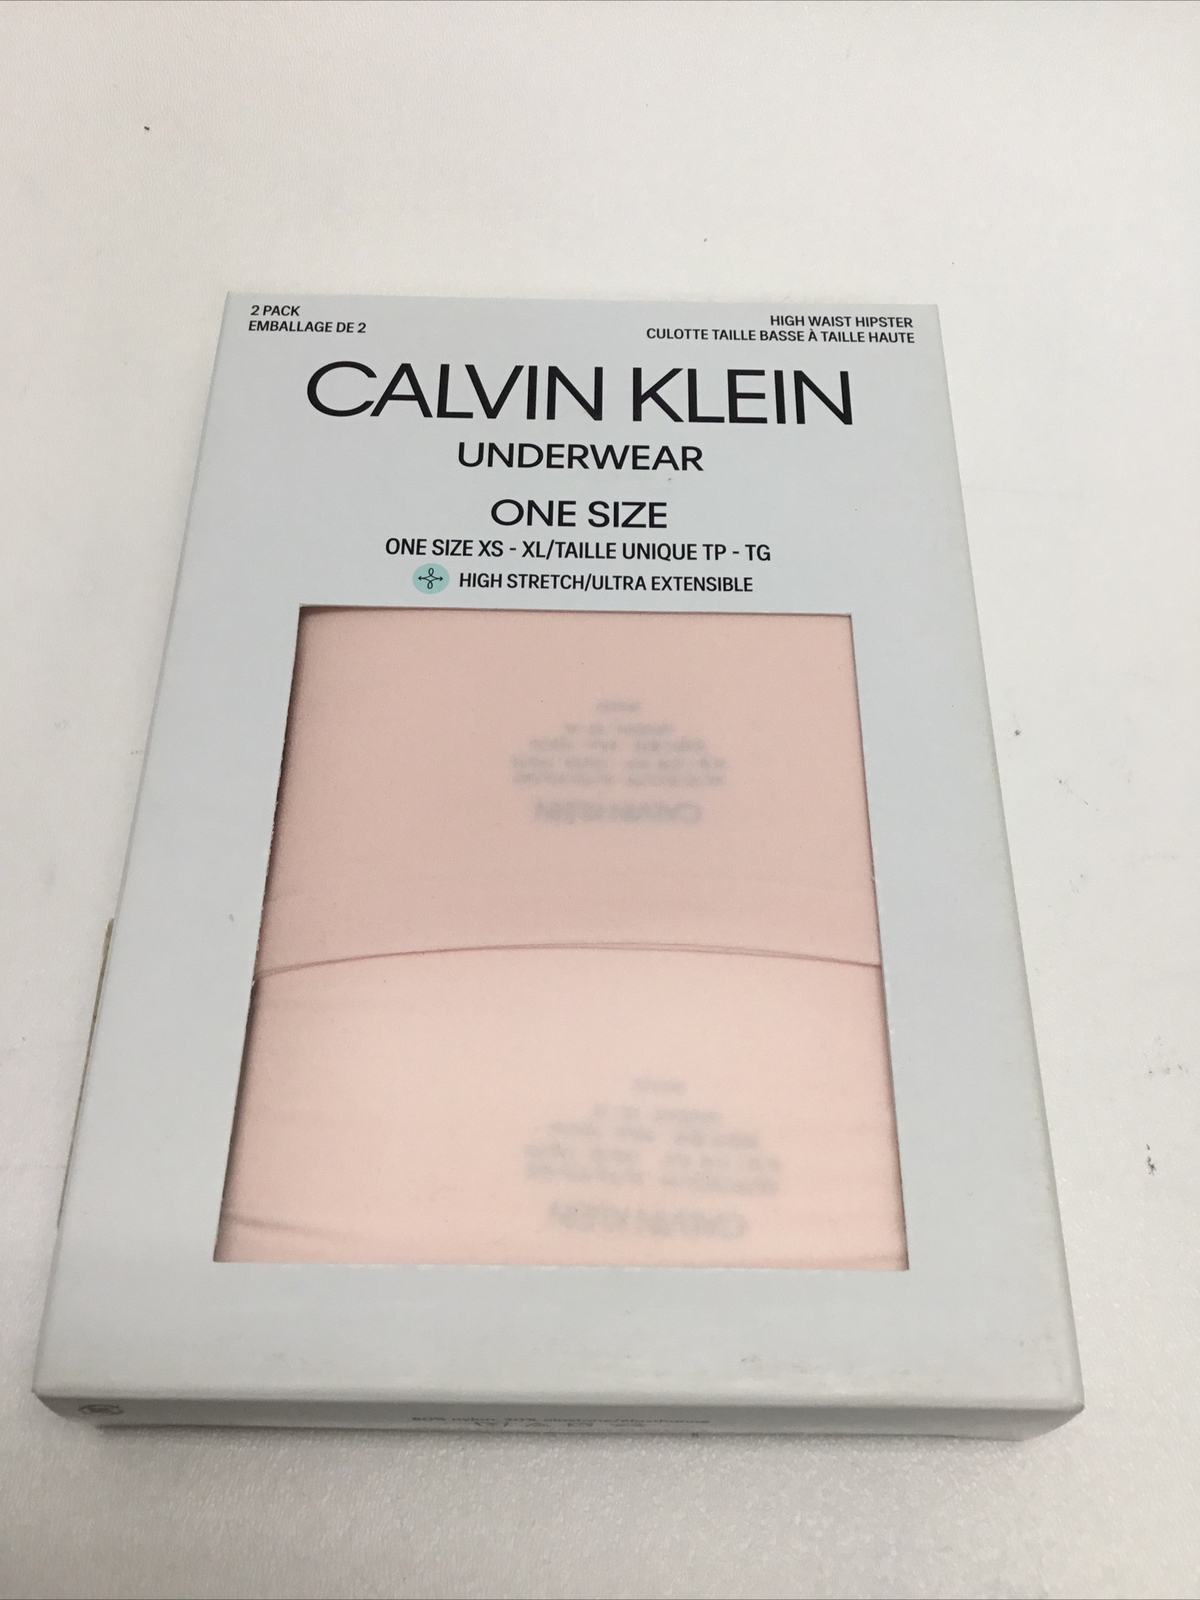 2 PACK
EMBALLAGE DE 2
HIGH WAIST HIPSTER
CULOTTE TAILLE BASSE À TAILLE HAUTE
CALVIN KLEIN
UNDERWEAR
ONE SIZE
ONE SIZE XS - XL/TAILLE UNIQUE TP - TG
HIGH STRETCH/ULTRA EXTENSIBLE